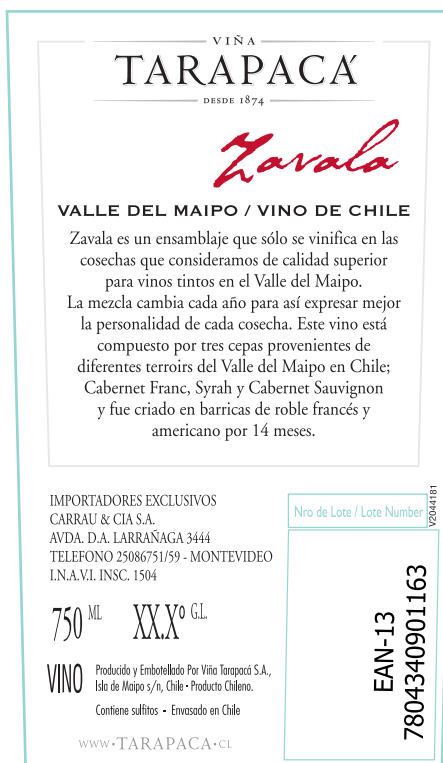 VIÑA
TARAPACÁ
DESDE 1874
Zavala
VALLE DEL MAIPO / VINO DE CHILE
Zavala es un ensamblaje que sólo se vinifica en las
cosechas que consideramos de calidad superior
para vinos tintos en el Valle del Maipo.
La mezcla cambia cada año para así expresar mejor
la personalidad de cada cosecha. Este vino está
compuesto por tres cepas provenientes de
diferentes terroirs del Valle del Maipo en Chile;
Cabernet Franc, Syrah y Cabernet Sauvignon
y fue criado en barricas de roble francés y
americano por 14 meses.
IMPORTADORES EXCLUSIVOS
CARRAU & CIA S.A.
AVDA. D.A. LARRAÑAGA 3444
TELEFONO 25086751/59 - MONTEVIDEO
I.N.A.V.I. INSC. 1504
750 ML XX.Xº G.L.
VINO
Producido y Embotellado Por Viña Tarapacá S.A.,
Isla de Maipo s/n, Chile • Producto Chileno.
Contiene sulfitos - Envasado en Chile
WWW•TARAPACA•CL
Nro de Lote / Lote Number
V2044181
EAN-13
7804340901163